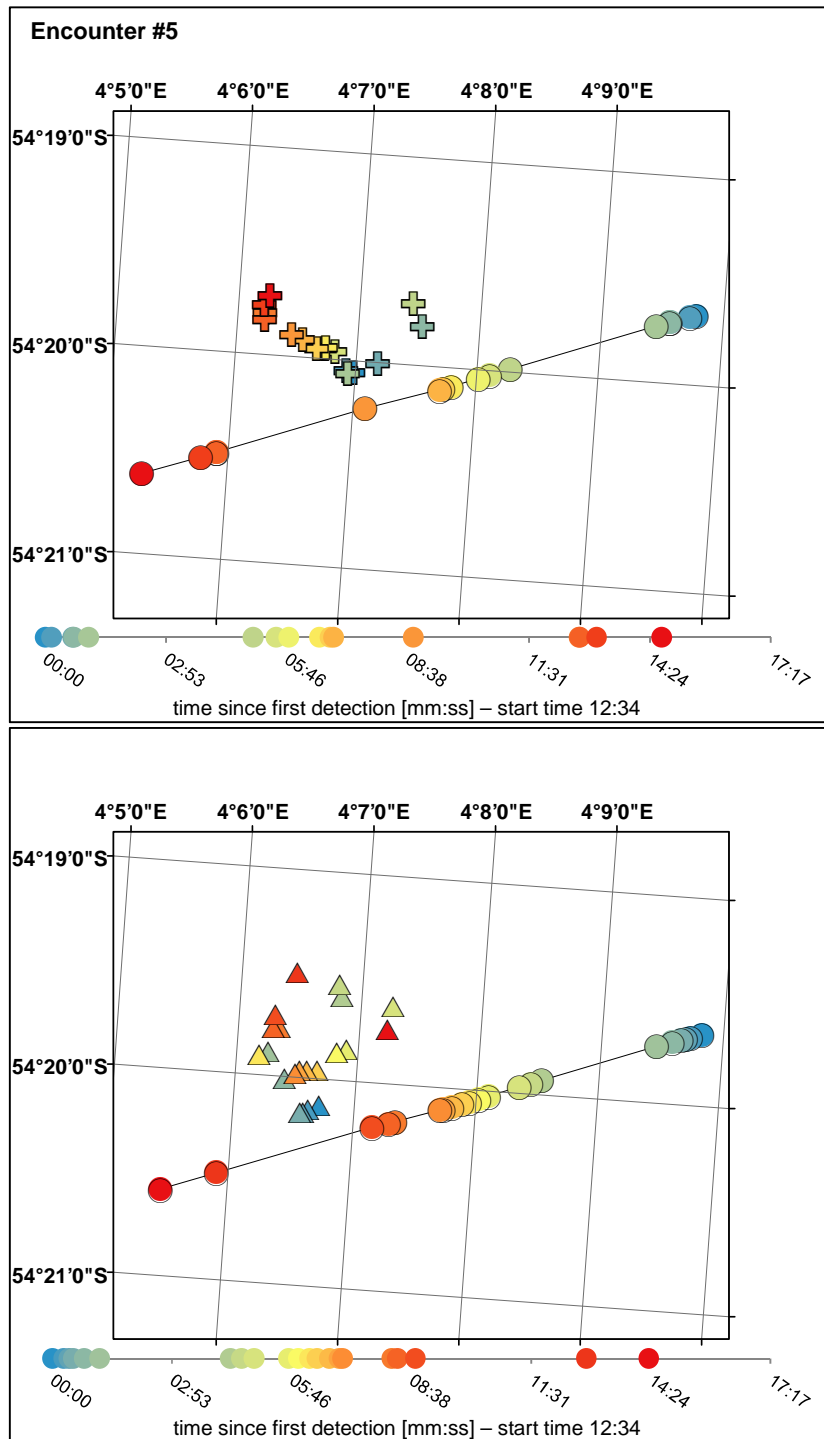 Encounter #5
4°5'0"E 4°6'0"E 4°7'0"E 4°8'0"E 4°9'0"E
54°19'0"S
54°20'0"S
54°21'0"S
00:00 02:53 05:46 08:38 11:31 14:24 17:17
time since first detection [mm:ss] – start time 12:34
4°5'0"E 4°6'0"E 4°7'0"E 4°8'0"E 4°9'0"E
54°19'0"S
54°20'0"S
54°21'0"S
00:00 02:53 05:46 08:38 11:31 14:24 17:17
time since first detection [mm:ss] – start time 12:34